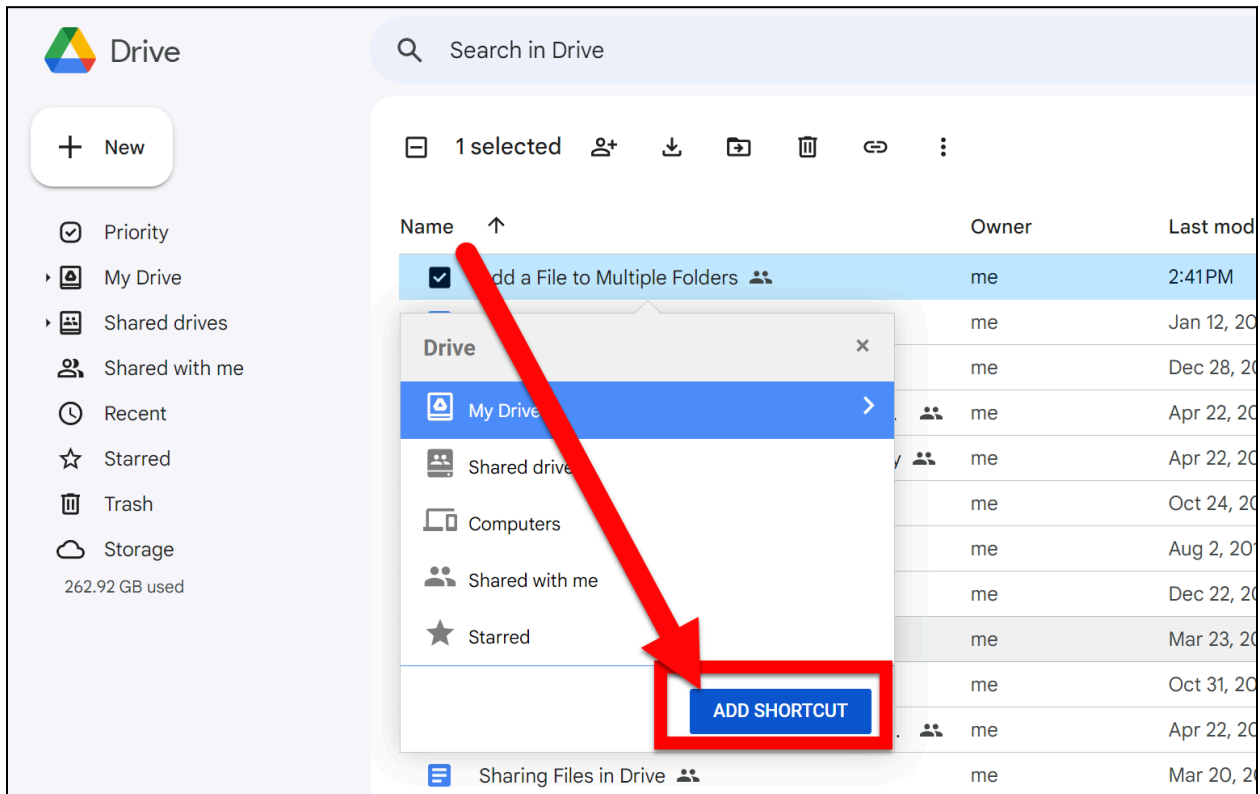 Drive
Search in Drive
New
1 selected
Name
Owner
Last mod
Priority
My Drive
Shared drives
Shared with me
Recent
Starred
Trash
Storage
262.92 GB used
dd a File to Multiple Folders me 2:41 PM
me Jan 12, 20
me Dec 28, 20
me Apr 22, 20
y me Apr 22, 20
me Oct 24, 20
me Aug 2, 201
me Dec 22, 20
me Mar 23, 20
me Oct 31, 20
me Apr 22, 20
Sharing Files in Drive me Mar 20, 2
Drive
My Drive
Shared drive
Computers
Shared with me
Starred
ADD SHORTCUT